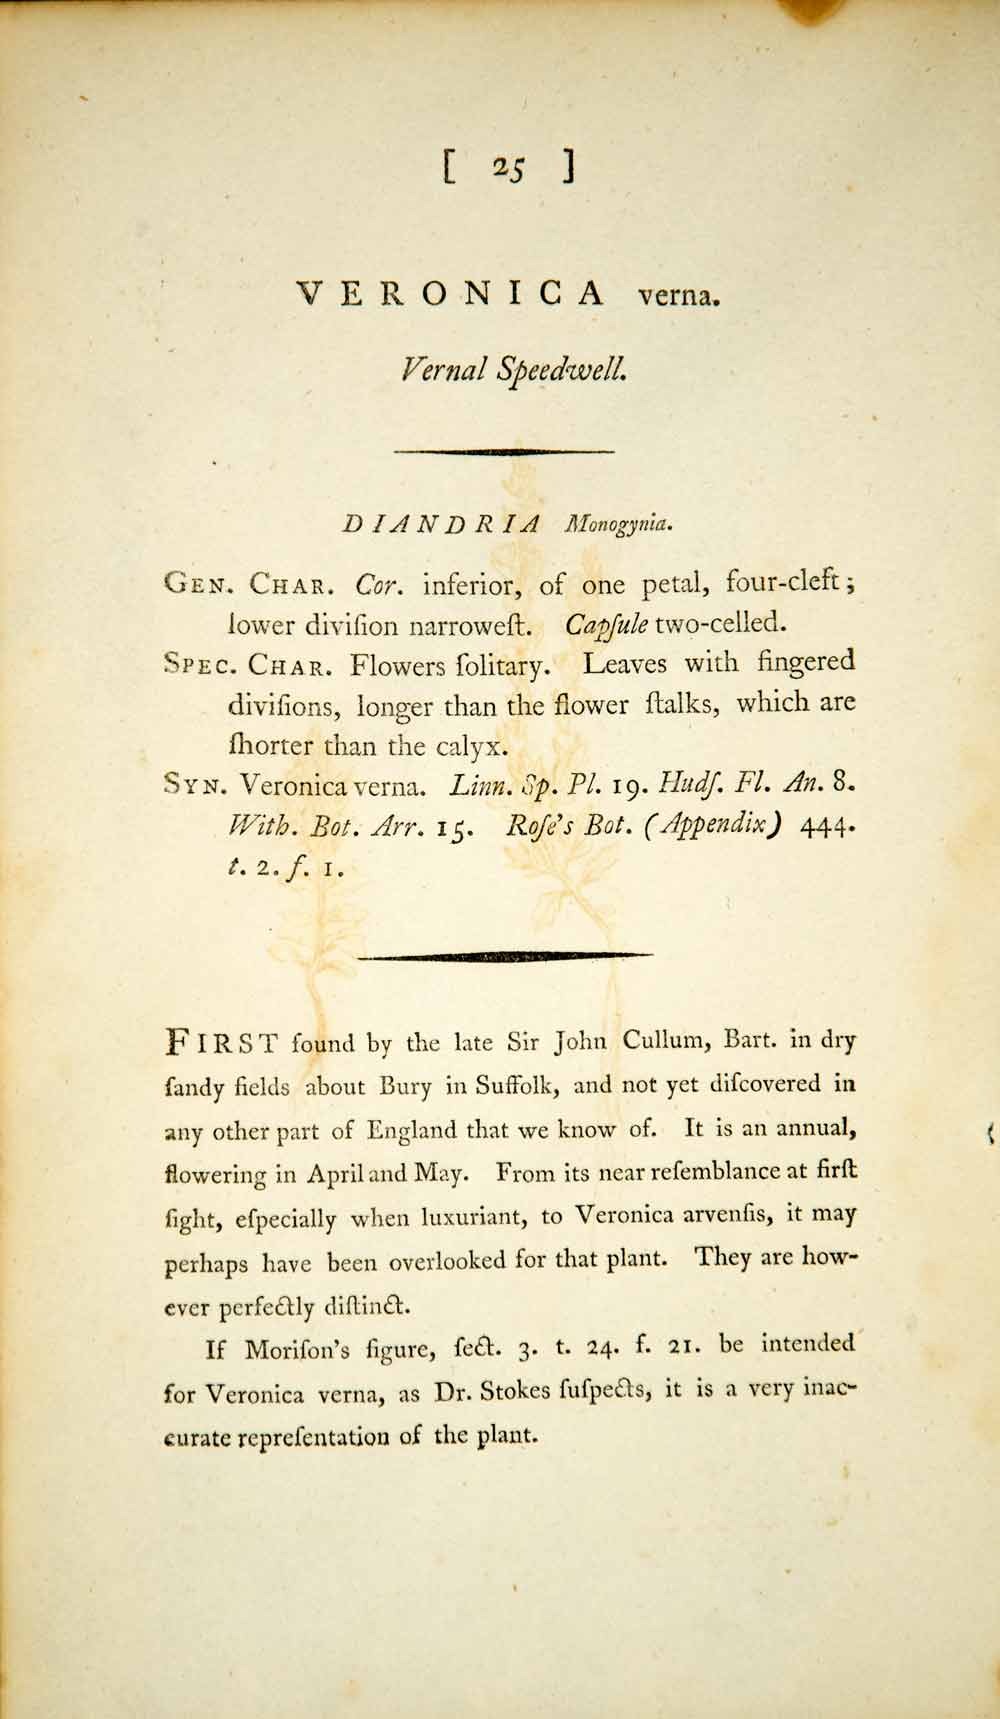 [ 25 ]
VERONICA verna.
Vernal Speedwell.
DIANDRIA Monogynia.
GEN. CHAR. Cor. inferior, of one petal, four-cleft;
lower diviſion narroweſt. Capſule two-celled.
SPEC. CHAR. Flowers ſolitary. Leaves with fingered
diviſions, longer than the flower ſtalks, which are
ſhorter than the calyx.
SYN. Veronica verna. Linn. Sp. Pl. 19. Hudſ. Fl. An. 8.
With. Bot. Arr. 15. Roſe's Bot. (Appendix) 444.
t. 2. f. 1.
FIRST found by the late Sir John Cullum, Bart. in dry
ſandy fields about Bury in Suffolk, and not yet diſcovered in
any other part of England that we know of. It is an annual,
flowering in April and May. From its near reſemblance at firſt
ſight, eſpecially when luxuriant, to Veronica arvenſis, it may
perhaps have been overlooked for that plant. They are how-
ever perfectly diſtinct.
If Moriſon's figure, ſect. 3. t. 24. f. 21. be intended
for Veronica verna, as Dr. Stokes ſuſpects, it is a very inac-
curate repreſentation of the plant.